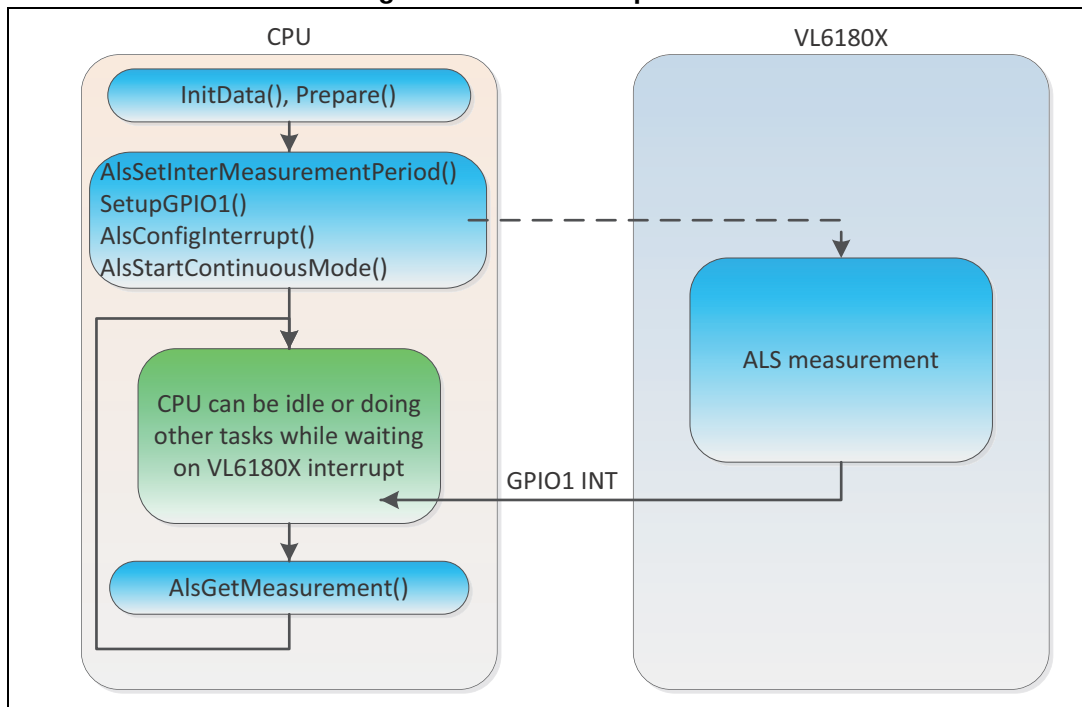 CPU
VL6180X
InitData(), Prepare()
AlsSetInterMeasurementPeriod()
SetupGPIO1()
AlsConfigInterrupt()
AlsStartContinuousMode()
ALS measurement
CPU can be idle or doing
other tasks while waiting
on VL6180X interrupt
GPIO1 INT
AlsGetMeasurement()